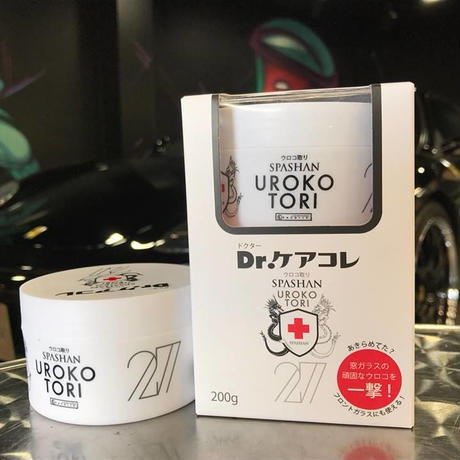 ウロコ取り
SPASHAN
UROKO
TORI
27
ウロコ取り
SPASHAN
UROKO
TORI
ドクター
Dr.ケアコレ
ウロコ取り
SPASHAN
UROKO
TORI
SPASHAN
27
200g
あきらめてた?
窓ガラスの
頑固なウロコを
一撃!
フロントガラスにも使える!